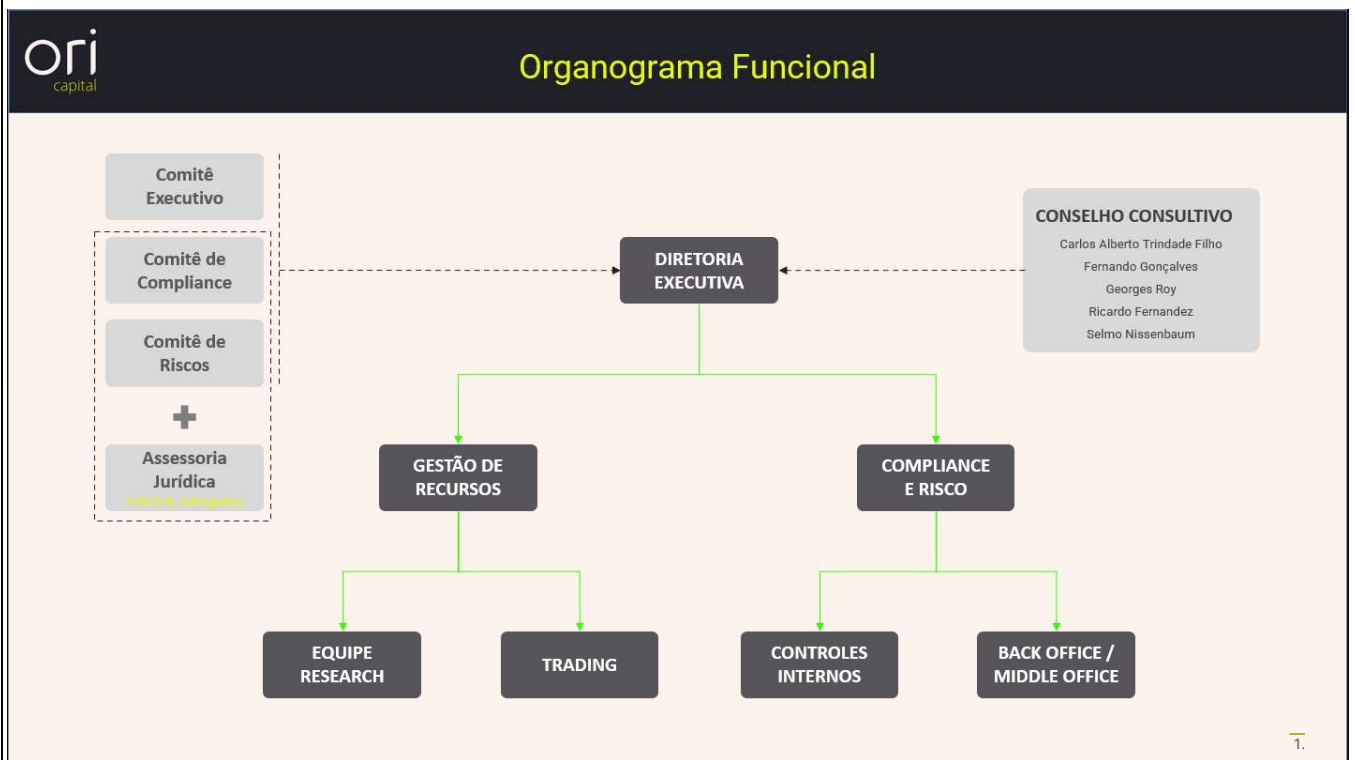 ori
capital
Organograma Funcional
Comitê
Executivo
Comitê de
Compliance
Comitê de
Riscos
Assessoria
Jurídica
Advogados
DIRETORIA
EXECUTIVA
CONSELHO CONSULTIVO
Carlos Alberto Trindade Filho
Fernando Gonçalves
Georges Roy
Ricardo Fernandez
Selmo Nissenbaum
GESTÃO DE
RECURSOS
COMPLIANCE
E RISCO
EQUIPE
RESEARCH
TRADING
CONTROLES
INTERNOS
BACK OFFICE /
MIDDLE OFFICE
1.